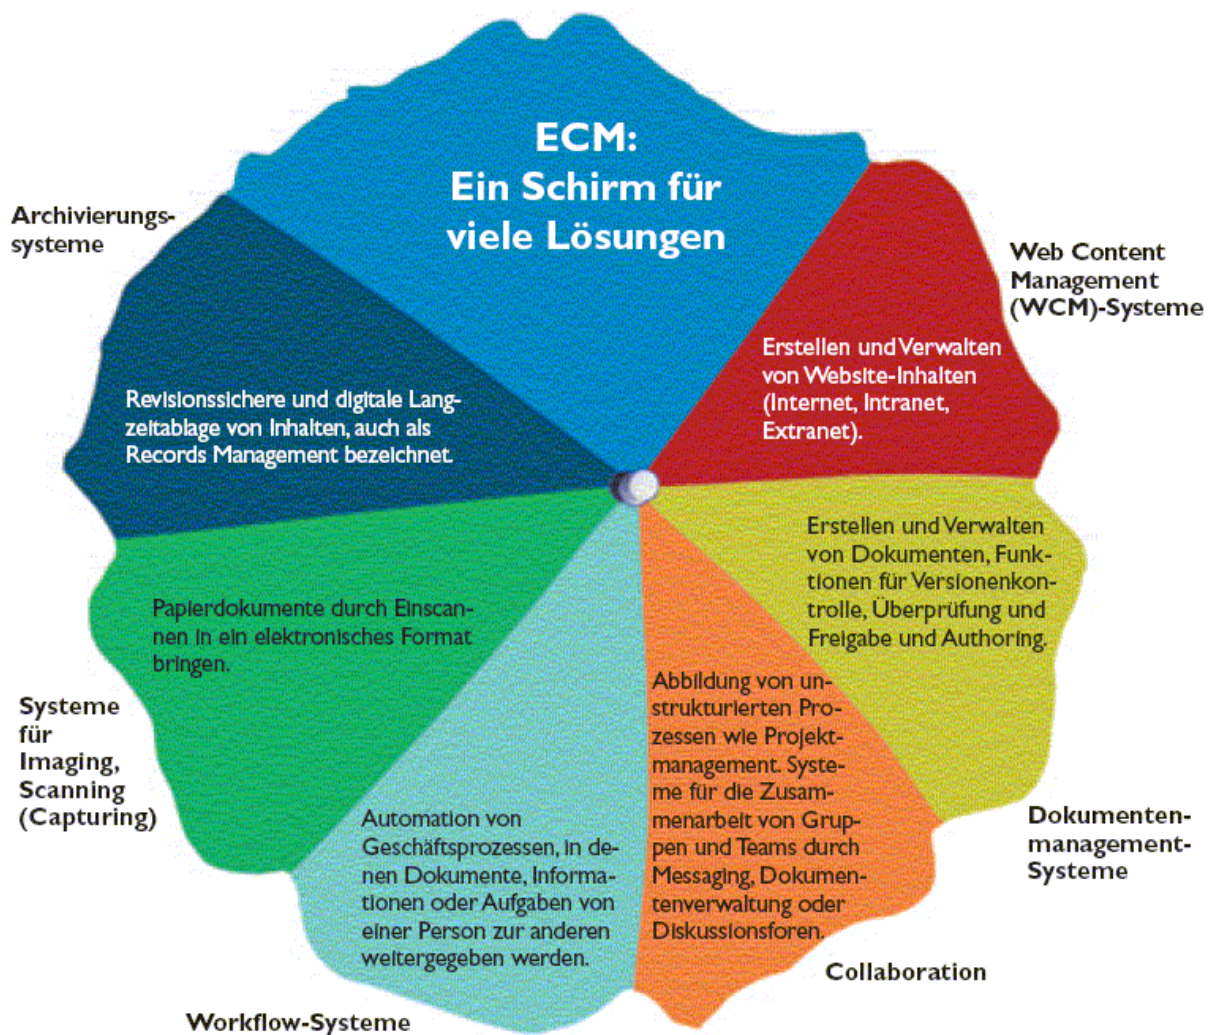 ECM:
Ein Schirm für
viele Lösungen
Archivierungs-
systeme
Revisionssichere und digitale Lang-
zeitablage von Inhalten, auch als
Records Management bezeichnet.
Web Content
Management
(WCM)-Systeme
Erstellen und Verwalten
von Website-Inhalten
(Internet, Intranet,
Extranet).
Erstellen und Verwalten
von Dokumenten, Funk-
tionen für Versionenkon-
trolle, Überprüfung und
Freigabe und Authoring.
Dokumenten-
management-
Systeme
Abbildung von un-
strukturierten Pro-
zessen wie Projekt-
management. Syste-
me für die Zusam-
menarbeit von Grup-
pen und Teams durch
Messaging, Dokumen-
tenverwaltung oder
Diskussionsforen.
Collaboration
Automation von
Geschäftsprozessen, in de-
nen Dokumente, Informa-
tionen oder Aufgaben von
einer Person zur anderen
weitergegeben werden.
Workflow-Systeme
Papierdokumente durch Einscan-
nen in ein elektronisches Format
bringen.
Systeme
für
Imaging,
Scanning
(Capturing)